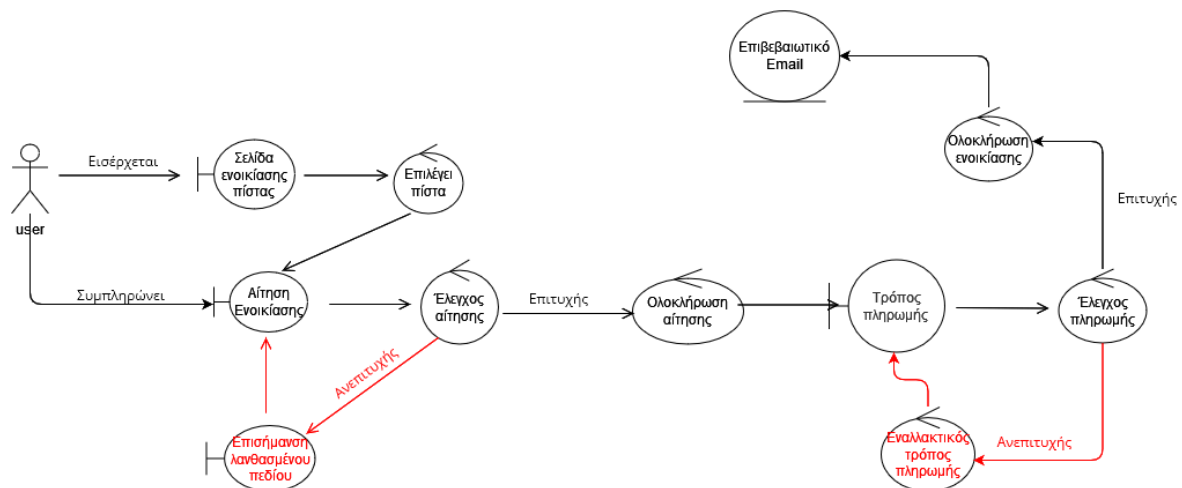 Επιβεβαιωτικό
Email
Ολοκλήρωση
ενοικίασης
Εισέρχεται
Σελίδα
ενοικίασης
πίστας
Επιλέγει
πίστα
Επιτυχής
user
Συμπληρώνει
Αίτηση
Ενοικίασης
Έλεγχος
αίτησης
Επιτυχής
Ολοκλήρωση
αίτησης
Τρόπος
πληρωμής
Έλεγχος
πληρωμής
Ανεπιτυχής
Επισήμανση
λανθασμένου
πεδίου
Εναλλακτικός
τρόπος
πληρωμής
Ανεπιτυχής